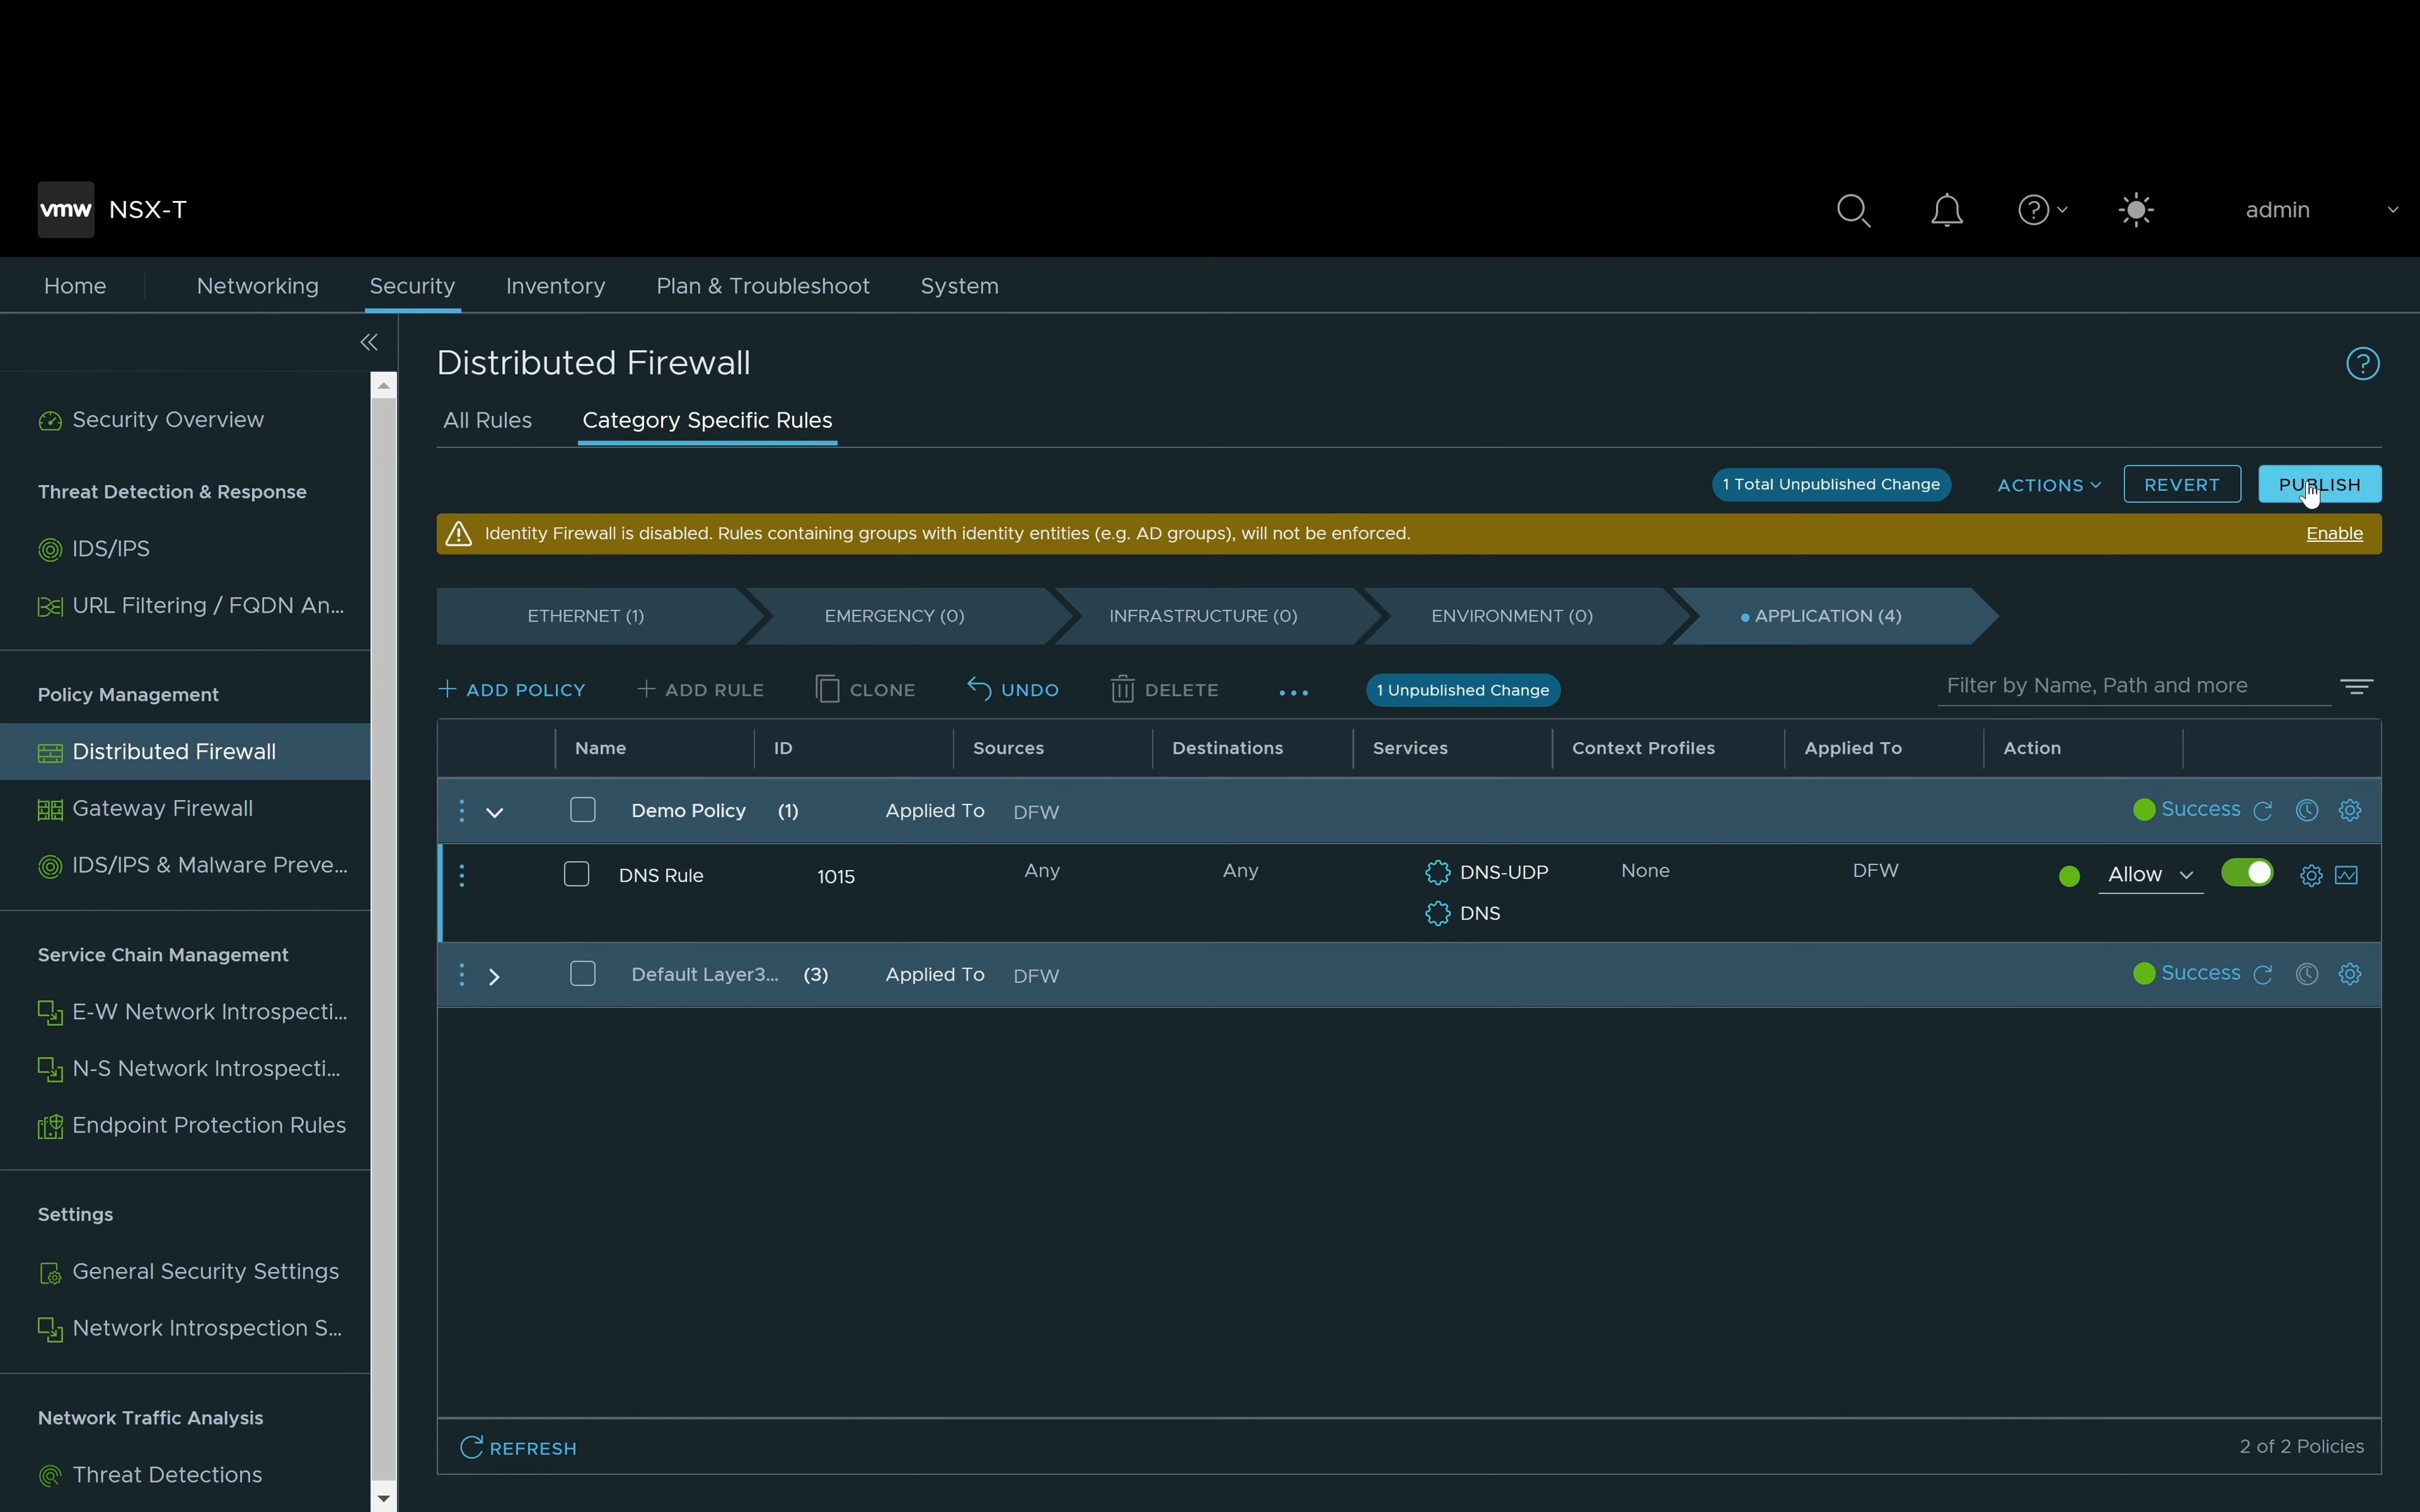 vmw NSX-T admin
Home Networking Security Inventory Plan & Troubleshoot System
Distributed Firewall
All Rules Category Specific Rules
1 Total Unpublished Change ACTIONS REVERT PUBLISH
Identity Firewall is disabled. Rules containing groups with identity entities (e.g. AD groups), will not be enforced. Enable
ETHERNET (1) EMERGENCY (0) INFRASTRUCTURE (0) ENVIRONMENT (0) APPLICATION (4)
ADD POLICY ADD RULE CLONE UNDO DELETE ... 1 Unpublished Change Filter by Name, Path and more
Name ID Sources Destinations Services Context Profiles Applied To Action
Demo Policy (1) Applied To DFW Success
DNS Rule 1015 Any Any DNS-UDP None DFW Allow
DNS
Default Layer3... (3) Applied To DFW Success
REFRESH 2 of 2 Policies
Security Overview
Threat Detection & Response
IDS/IPS
URL Filtering / FQDN An...
Policy Management
Distributed Firewall
Gateway Firewall
IDS/IPS & Malware Preve...
Service Chain Management
E-W Network Introspecti...
N-S Network Introspecti...
Endpoint Protection Rules
Settings
General Security Settings
Network Introspection S...
Network Traffic Analysis
Threat Detections